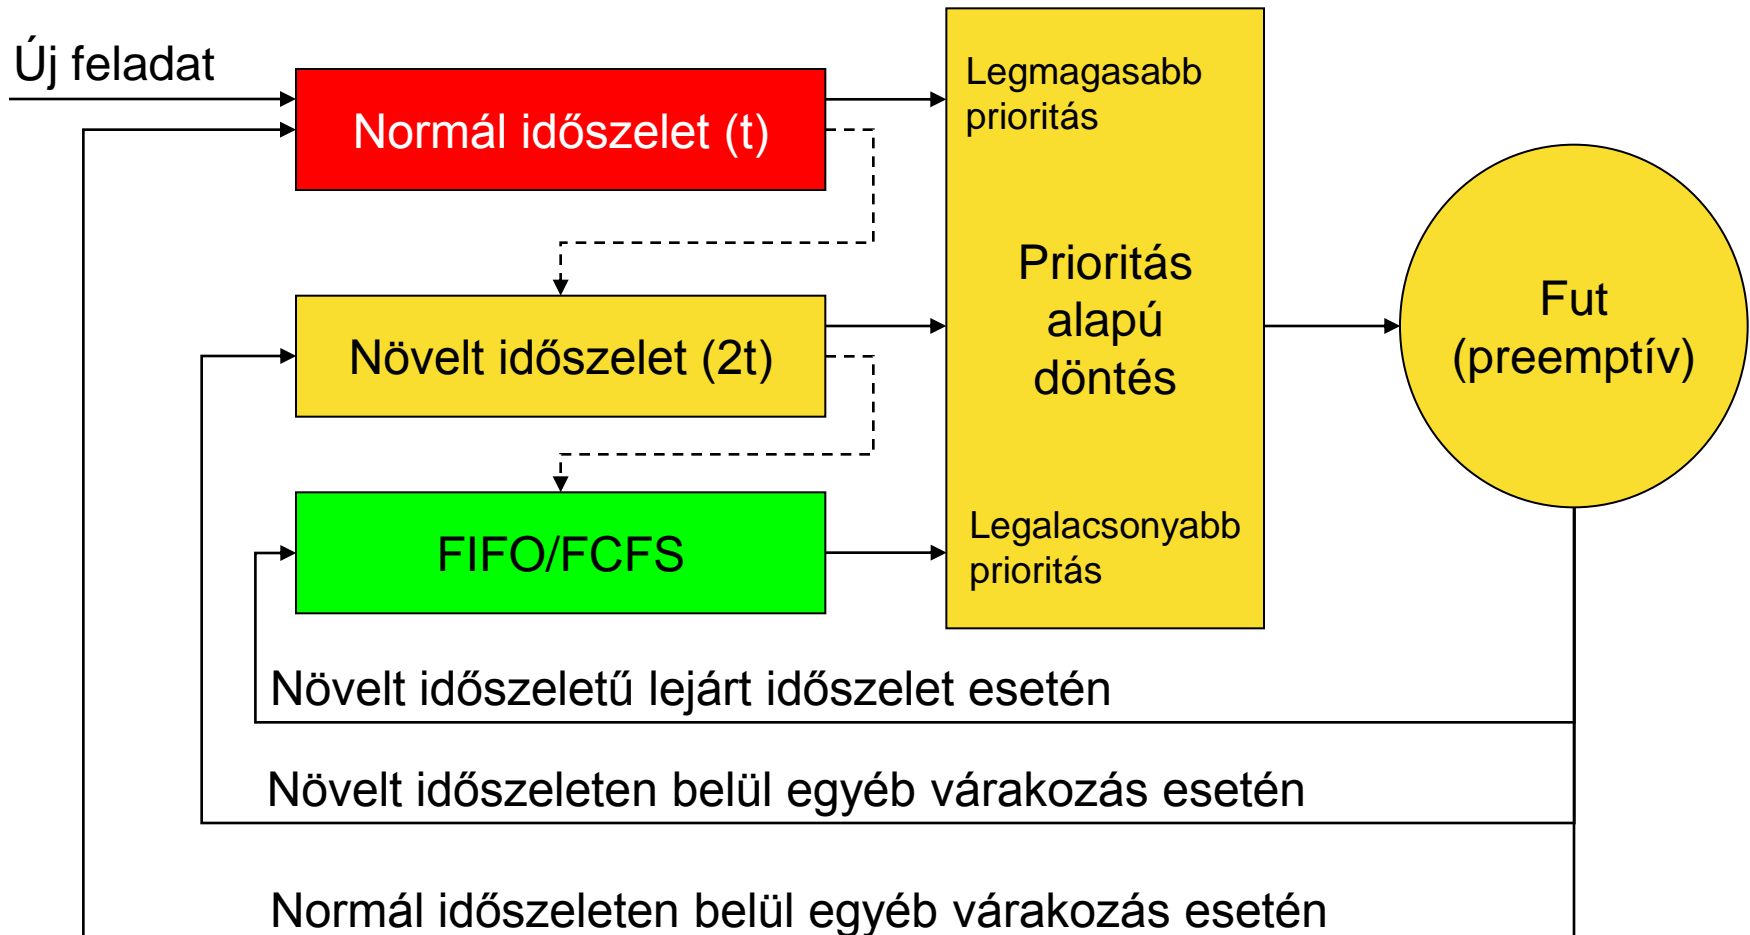 Új feladat
Normál időszelet (t)
Legmagasabb
prioritás
Növelt időszelet (2t)
Prioritás
alapú
döntés
Fut
(preemptív)
FIFO/FCFS
Legalacsonyabb
prioritás
Növelt időszeletű lejárt időszelet esetén
Növelt időszeleten belül egyéb várakozás esetén
Normál időszeleten belül egyéb várakozás esetén